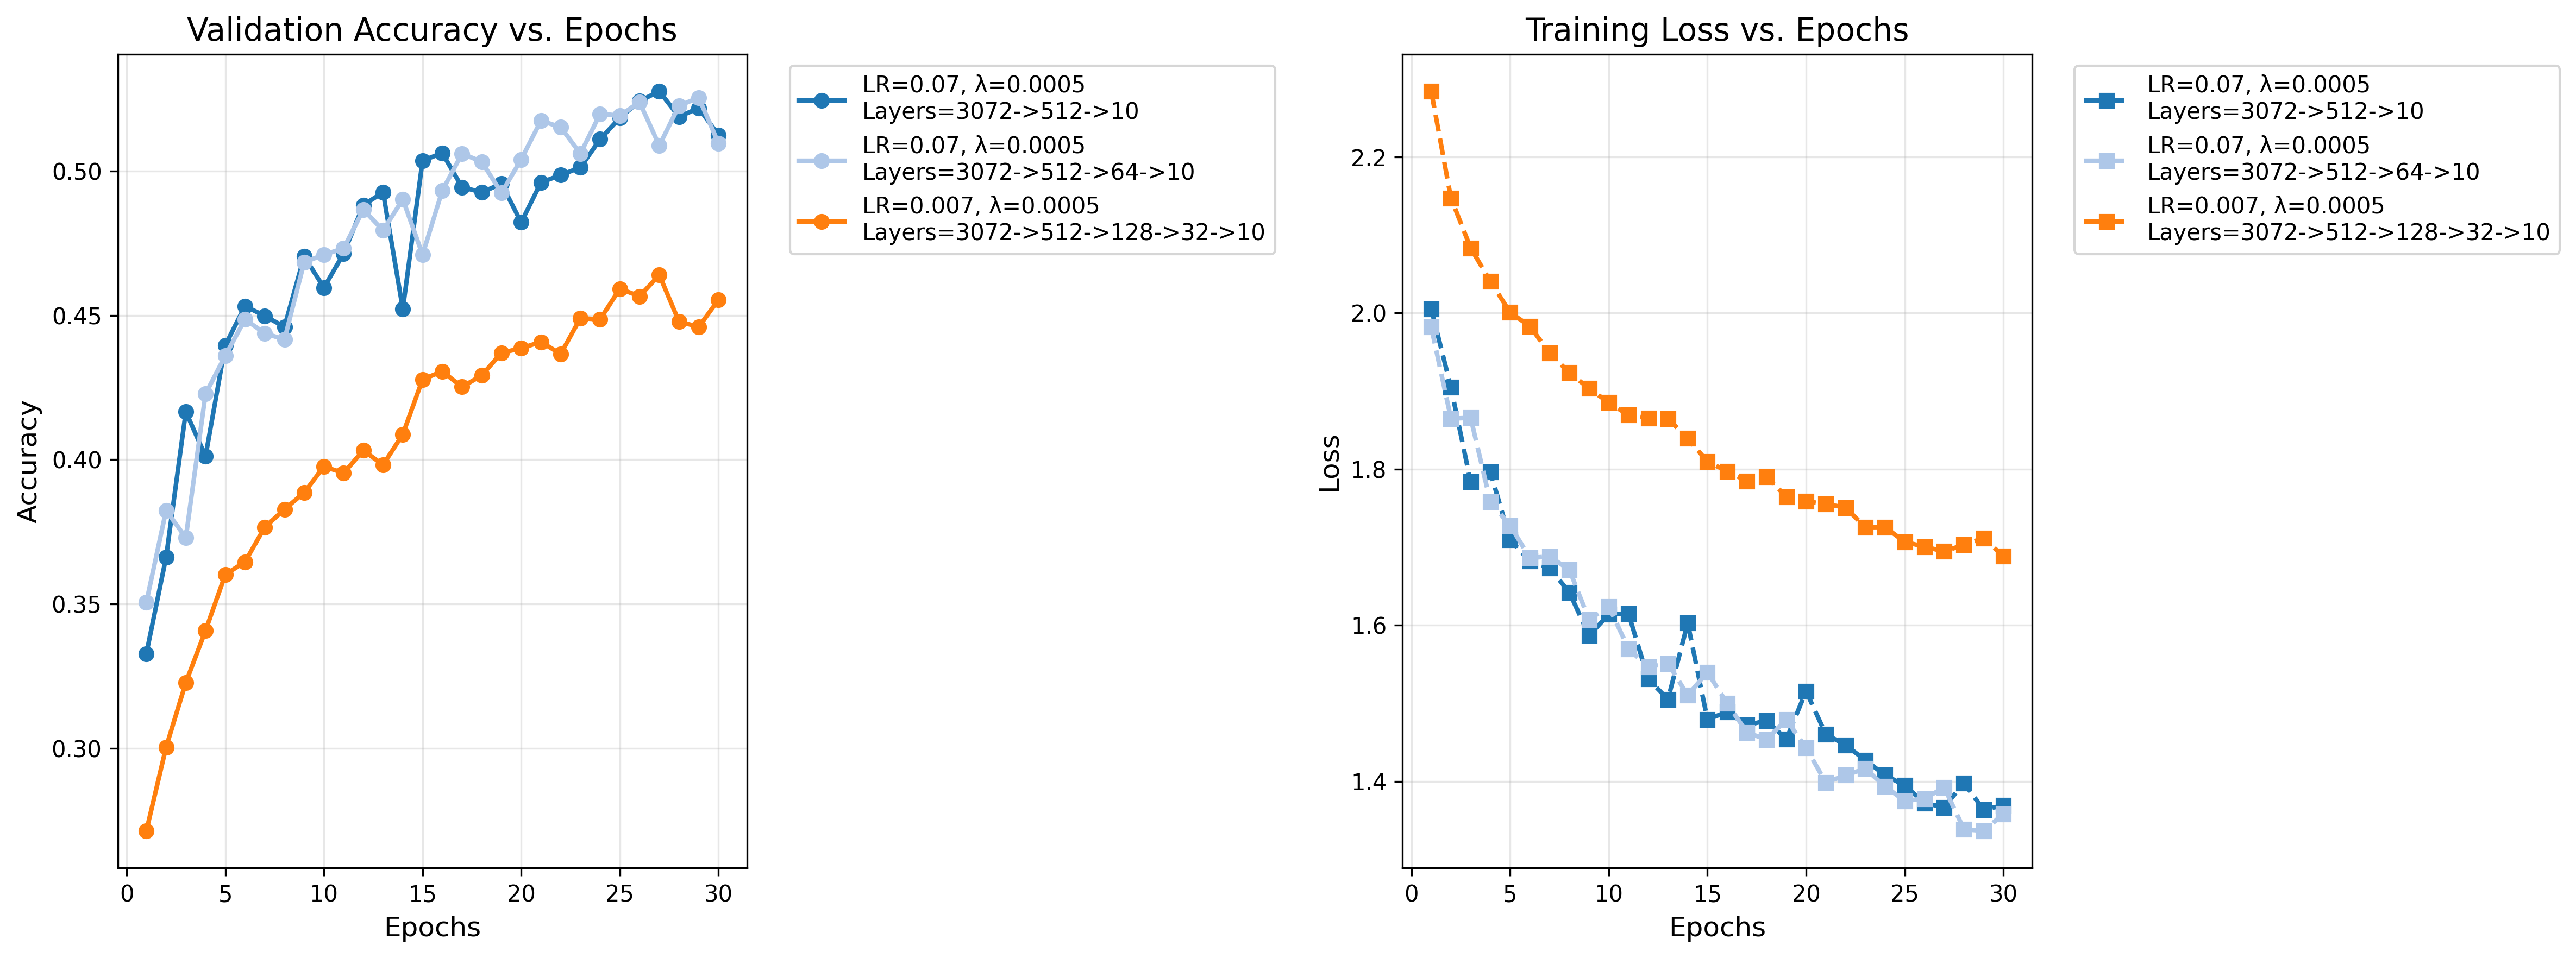 Validation Accuracy vs. Epochs
LR=0.07, λ=0.0005
Layers=3072->512->10
LR=0.07, λ=0.0005
Layers=3072->512->64->10
LR=0.007, λ=0.0005
Layers=3072->512->128->32->10
0.50
0.45
0.40
0.35
0.30
Accuracy
0 5 10 15 20 25 30
Epochs
Training Loss vs. Epochs
LR=0.07, λ=0.0005
Layers=3072->512->10
LR=0.07, λ=0.0005
Layers=3072->512->64->10
LR=0.007, λ=0.0005
Layers=3072->512->128->32->10
2.2
2.0
1.8
1.6
1.4
Loss
0 5 10 15 20 25 30
Epochs